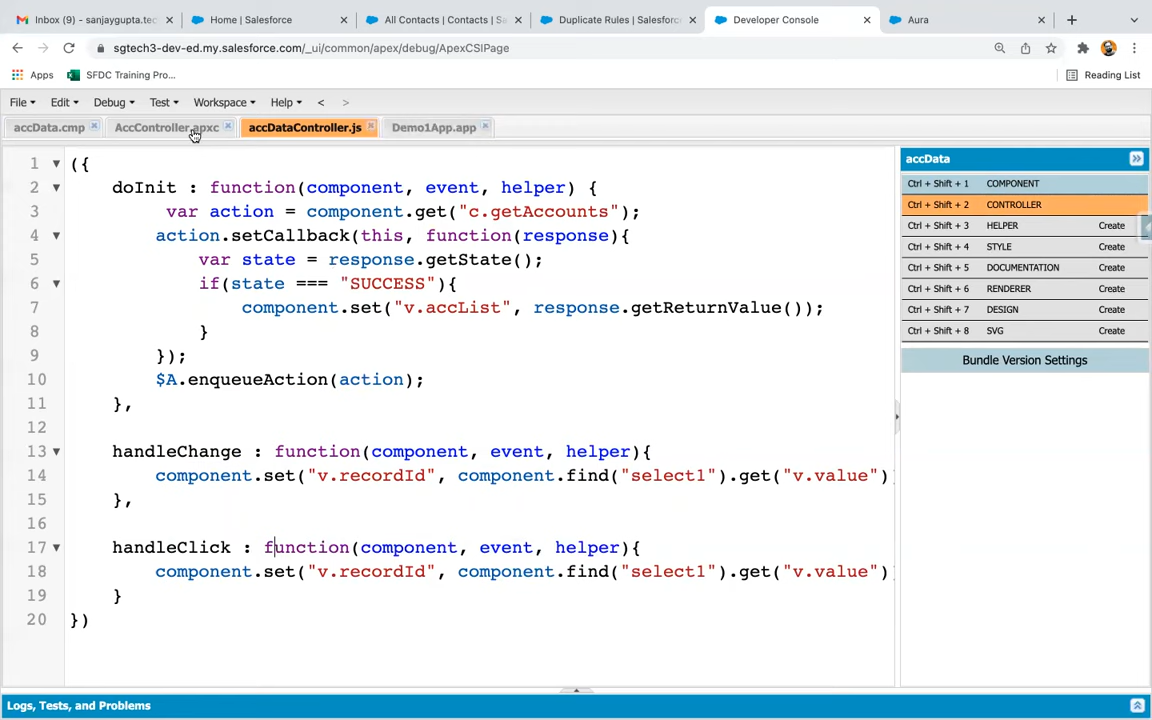 Inbox (9) - sanjaygupta.tec
Home | Salesforce
All Contacts | Contacts | Sa
Duplicate Rules | Salesforc
Developer Console
Aura
sgtech3-dev-ed.my.salesforce.com/_ui/common/apex/debug/ApexCSIPage
Apps
SFDC Training Pro...
Reading List
File
Edit
Debug
Test
Workspace
Help
<
>
accData.cmp
AccController.apxc
accDataController.js
Demo1App.app
1 ({
2 doInit : function(component, event, helper) {
3 var action = component.get("c.getAccounts");
4 action.setCallback(this, function(response){
5 var state = response.getState();
6 if(state === "SUCCESS"){
7 component.set("v.accList", response.getReturnValue());
8 }
9 });
10 $A.enqueueAction(action);
11 },
12
13 handleChange : function(component, event, helper){
14 component.set("v.recordId", component.find("select1").get("v.value")
15 },
16
17 handleClick : function(component, event, helper){
18 component.set("v.recordId", component.find("select1").get("v.value")
19 }
20 })
accData
Ctrl + Shift + 1 COMPONENT
Ctrl + Shift + 2 CONTROLLER
Ctrl + Shift + 3 HELPER Create
Ctrl + Shift + 4 STYLE Create
Ctrl + Shift + 5 DOCUMENTATION Create
Ctrl + Shift + 6 RENDERER Create
Ctrl + Shift + 7 DESIGN Create
Ctrl + Shift + 8 SVG Create
Bundle Version Settings
Logs, Tests, and Problems